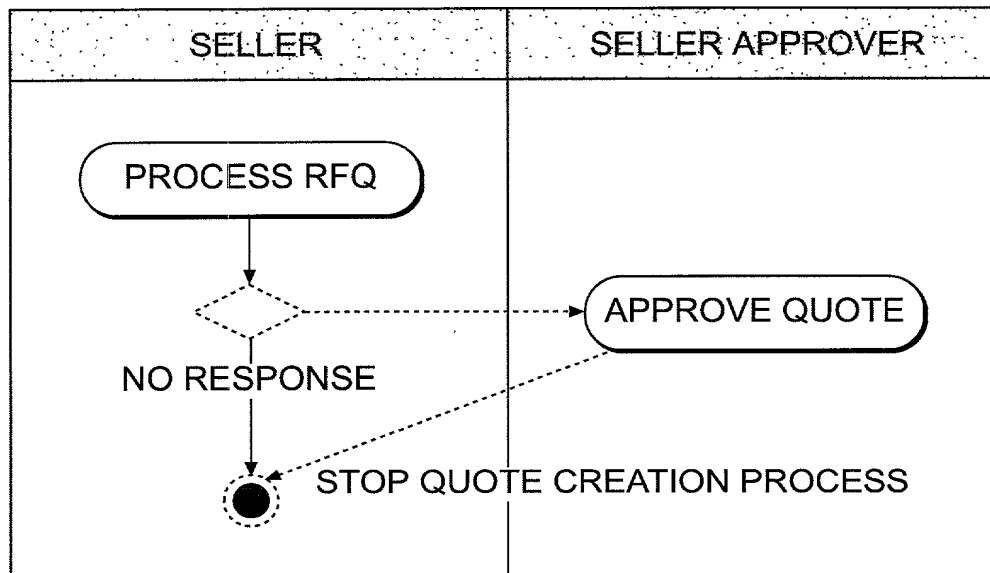 SELLER
SELLER APPROVER
PROCESS RFQ
APPROVE QUOTE
NO RESPONSE
STOP QUOTE CREATION PROCESS